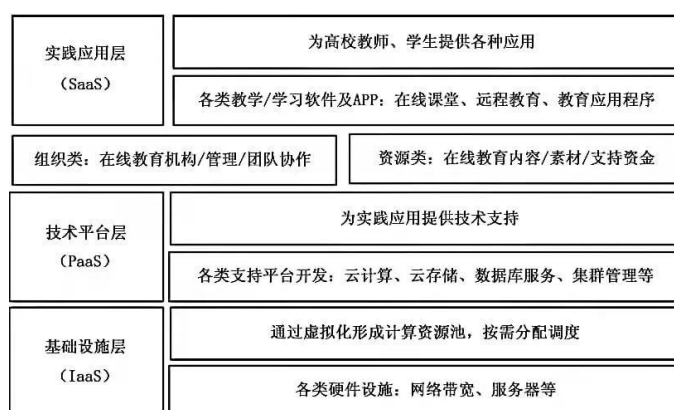 实践应用层
（SaaS）
为高校教师、学生提供各种应用
各类教学/学习软件及APP：在线课堂、远程教育、教育应用程序
组织类：在线教育机构/管理/团队协作
资源类：在线教育内容/素材/支持资金
技术平台层
（PaaS）
为实践应用提供技术支持
各类支持平台开发：云计算、云存储、数据库服务、集群管理等
基础设施层
（IaaS）
通过虚拟化形成计算资源池，按需分配调度
各类硬件设施：网络带宽、服务器等